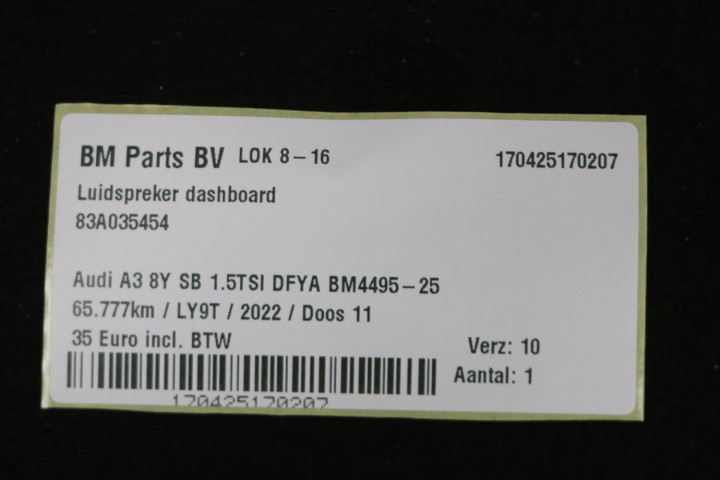 BM Parts BV LOK 8-16 170425170207
Luidspreker dashboard
83A035454
Audi A3 8Y SB 1.5TSI DFYA BM4495-25
65.777km / LY9T / 2022 / Doos 11
35 Euro incl. BTW
Verz: 10
Aantal: 1
170425170207